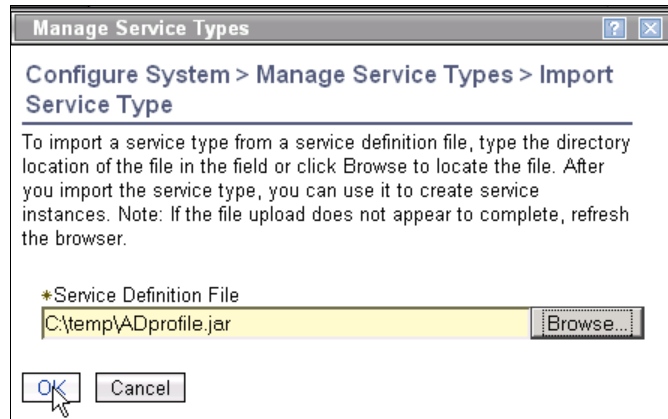 Manage Service Types
?
Configure System > Manage Service Types > Import
Service Type
To import a service type from a service definition file, type the directory
location of the file in the field or click Browse to locate the file. After
you import the service type, you can use it to create service
instances. Note: If the file upload does not appear to complete, refresh
the browser.
*Service Definition File
C:\temp\ADprofile.jar
Browse...
OK
Cancel